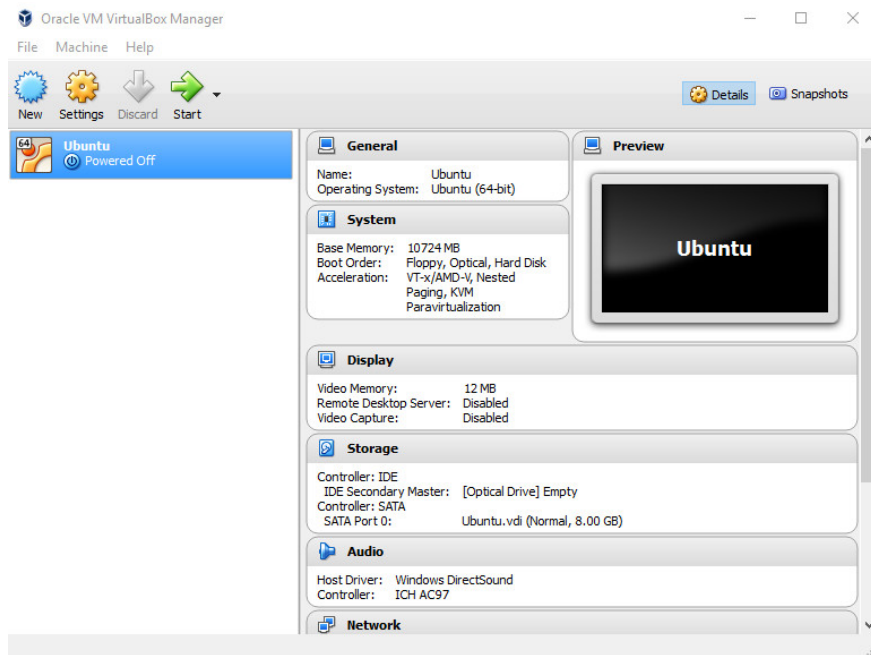 Oracle VM VirtualBox Manager
File Machine Help
New Settings Discard Start
Details Snapshots
64
Ubuntu
Powered Off
General
Name: Ubuntu
Operating System: Ubuntu (64-bit)
System
Base Memory: 10724 MB
Boot Order: Floppy, Optical, Hard Disk
Acceleration: VT-x/AMD-V, Nested
Paging, KVM
Paravirtualization
Preview
Ubuntu
Display
Video Memory: 12 MB
Remote Desktop Server: Disabled
Video Capture: Disabled
Storage
Controller: IDE
IDE Secondary Master: [Optical Drive] Empty
Controller: SATA
SATA Port 0: Ubuntu.vdi (Normal, 8.00 GB)
Audio
Host Driver: Windows DirectSound
Controller: ICH AC97
Network